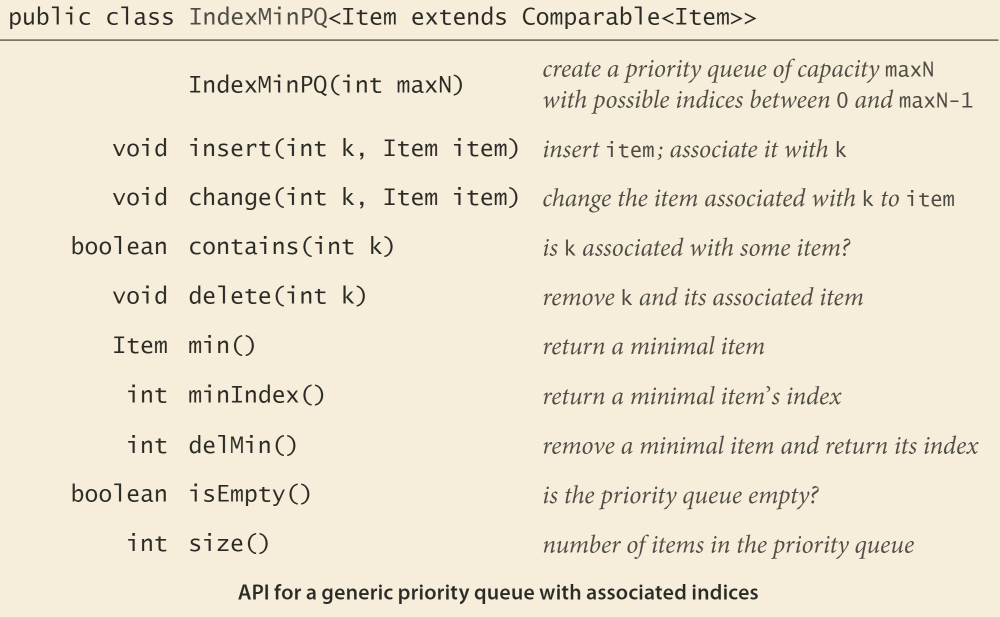 public class IndexMinPQ<Item extends Comparable<Item>>
IndexMinPQ(int maxN) create a priority queue of capacity maxN
with possible indices between 0 and maxN-1
void insert(int k, Item item) insert item; associate it with k
void change(int k, Item item) change the item associated with k to item
boolean contains(int k) is k associated with some item?
void delete(int k) remove k and its associated item
Item min() return a minimal item
int minIndex() return a minimal item's index
int delMin() remove a minimal item and return its index
boolean isEmpty() is the priority queue empty?
int size() number of items in the priority queue
API for a generic priority queue with associated indices